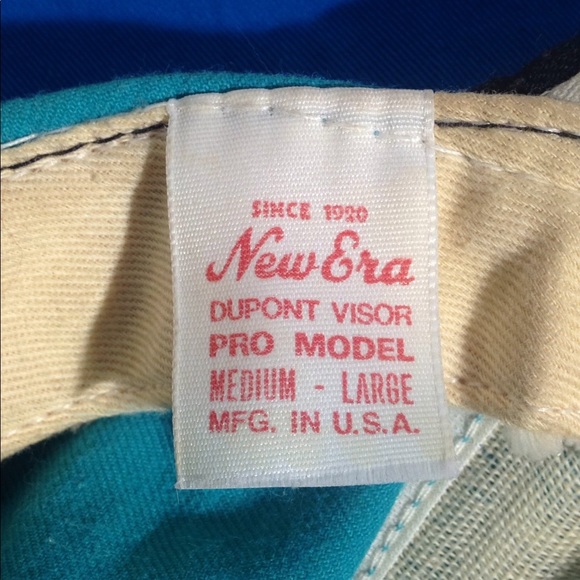 SINCE 1920
New Era
DUPONT VISOR
PRO MODEL
MEDIUM - LARGE
MFG. IN U.S.A.